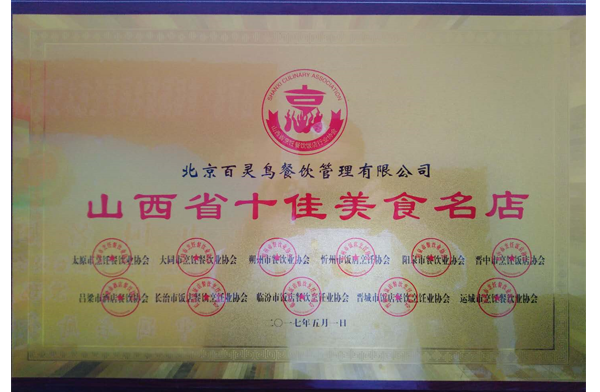 SHANXI CULINARY ASSOCIATION
北京百灵鸟餐饮管理有限公司
山西省十佳美食名店
太原市烹饪餐饮业协会 大同市烹饪餐饮业协会 朔州市餐饮业协会 忻州市饭店烹饪协会 阳泉市餐饮业协会 晋中市烹饪饭店协会
吕梁市酒店餐饮协会 长治市饭店餐饮烹饪业协会 临汾市饭店餐饮烹饪业协会 晋城市饭店餐饮烹饪业协会 运城市烹饪餐饮业协会
二〇一七年五月一日